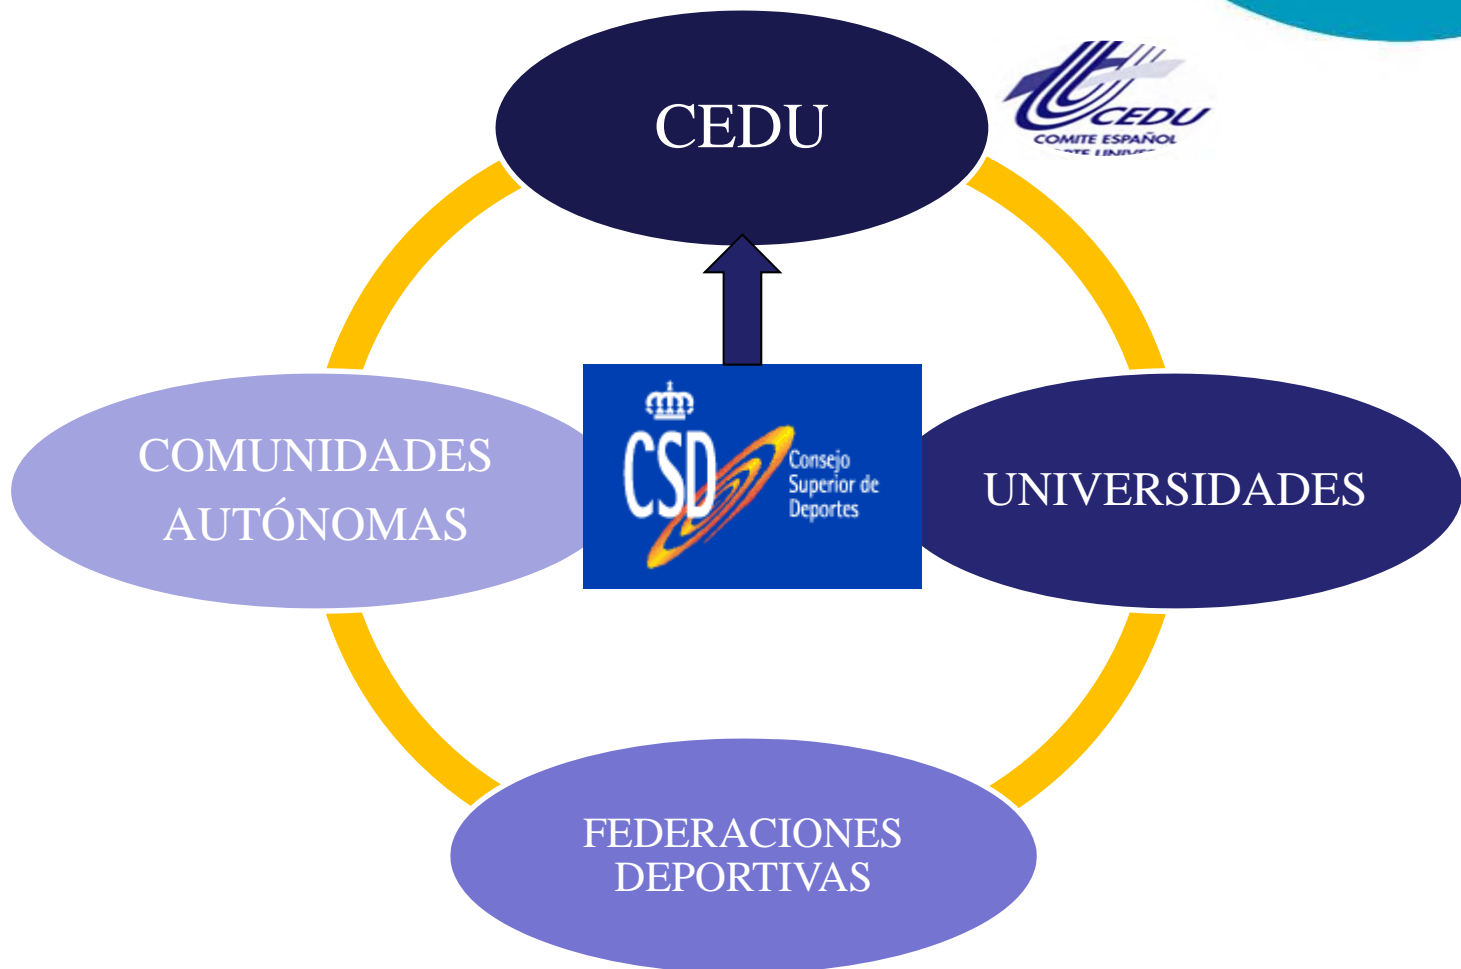 CEDU
CEDU
COMITE ESPAÑOL
COMUNIDADES
AUTÓNOMAS
CSD
Consejo
Superior de
Deportes
UNIVERSIDADES
FEDERACIONES
DEPORTIVAS